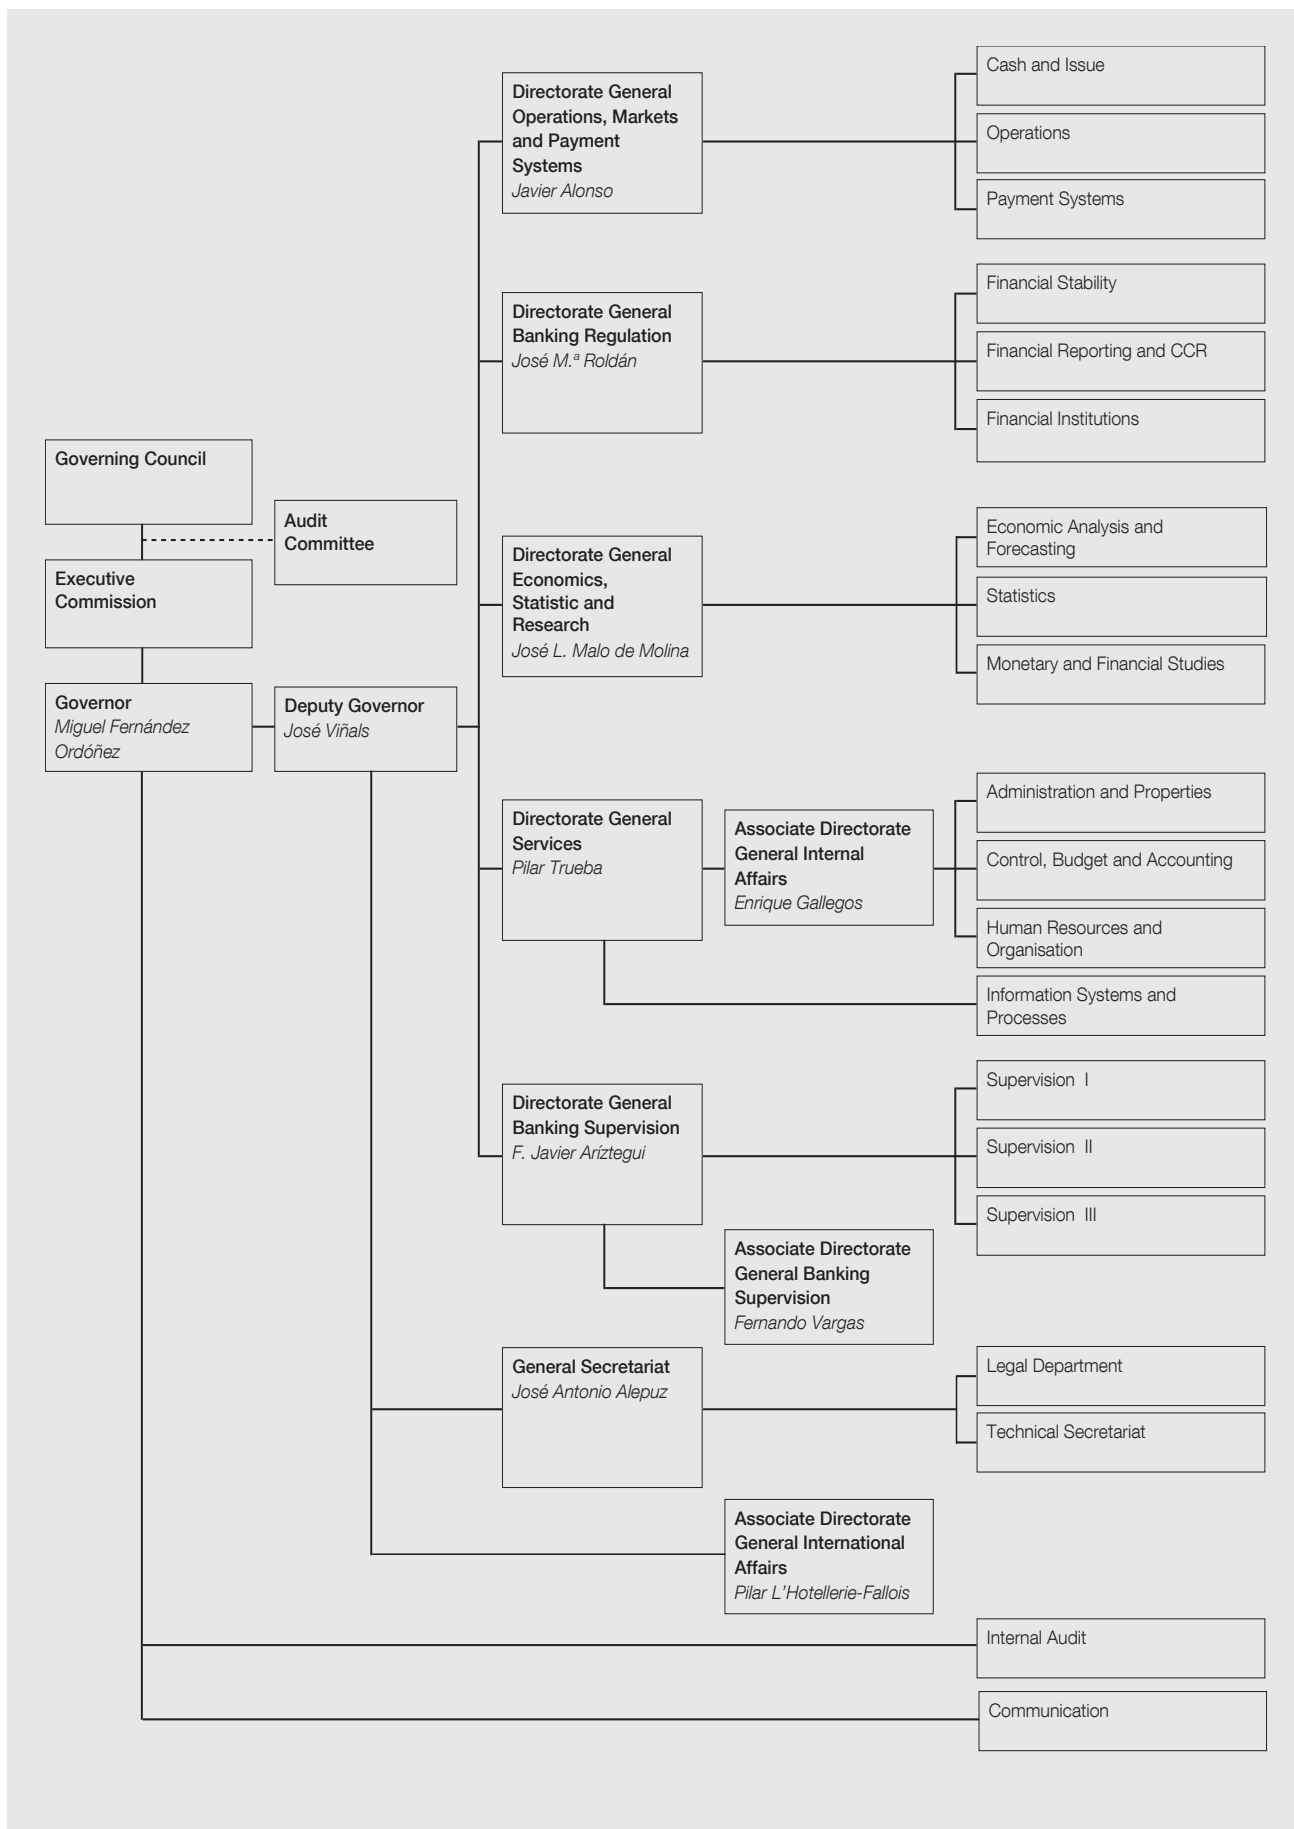 Cash and Issue
Directorate General
Operations, Markets
and Payment
Systems
Javier Alonso
Operations
Payment Systems
Financial Stability
Directorate General
Banking Regulation
José M.ª Roldán
Financial Reporting and CCR
Financial Institutions
Governing Council
Audit
Committee
Executive
Commission
Economic Analysis and
Forecasting
Directorate General
Economics,
Statistic and
Research
José L. Malo de Molina
Statistics
Monetary and Financial Studies
Governor
Miguel Fernández
Ordóñez
Deputy Governor
José Viñals
Administration and Properties
Directorate General
Services
Pilar Trueba
Associate Directorate
General Internal
Affairs
Enrique Gallegos
Control, Budget and Accounting
Human Resources and
Organisation
Information Systems and
Processes
Supervision I
Directorate General
Banking Supervision
F. Javier Aríztegui
Supervision II
Supervision III
Associate Directorate
General Banking
Supervision
Fernando Vargas
General Secretariat
José Antonio Alepuz
Legal Department
Technical Secretariat
Associate Directorate
General International
Affairs
Pilar L'Hotellerie-Fallois
Internal Audit
Communication